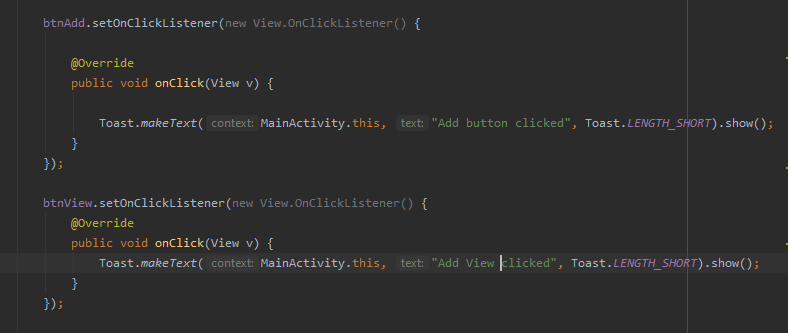 btnAdd.setOnClickListener(new View.OnClickListener() {
@Override
public void onClick(View v) {
Toast.makeText( context: MainActivity.this, text: "Add button clicked", Toast.LENGTH_SHORT).show();
}
});
btnView.setOnClickListener(new View.OnClickListener() {
@Override
public void onClick(View v) {
Toast.makeText( context: MainActivity.this, text: "Add View clicked", Toast.LENGTH_SHORT).show();
}
});